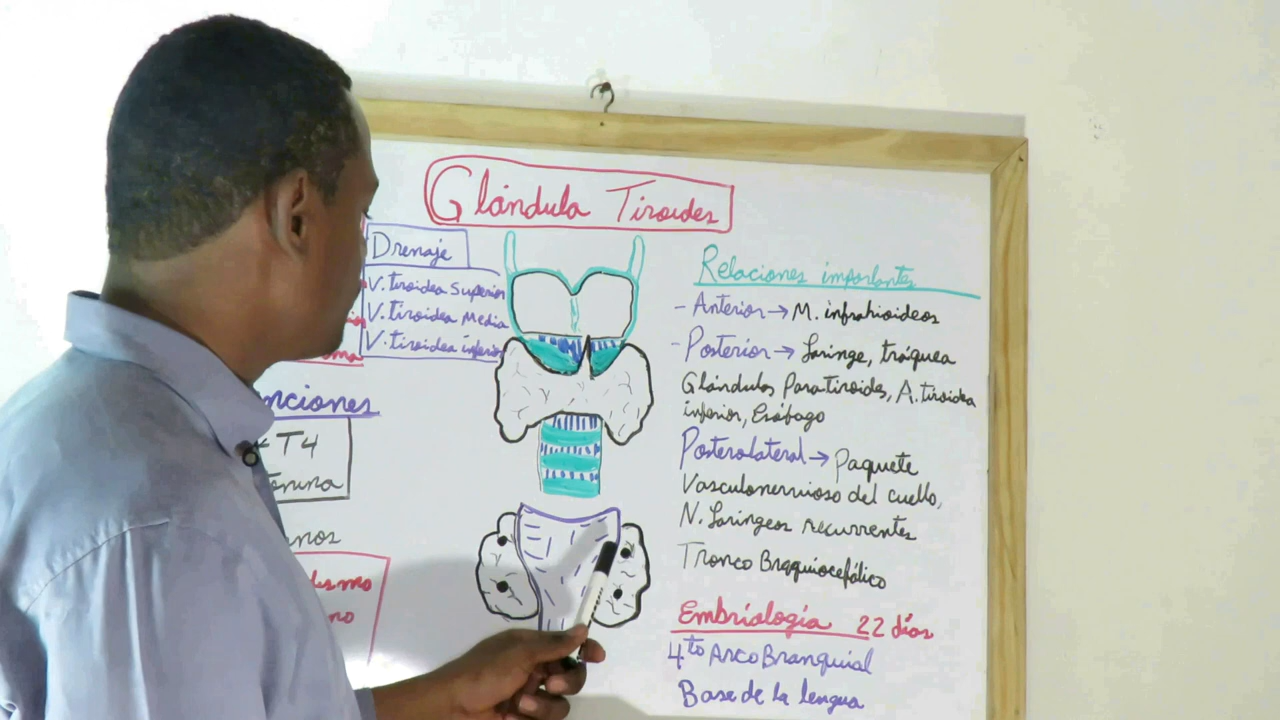 Glándula Tiroides
Drenaje
V. tiroidea Superior
V. tiroidea Media
V. tiroidea inferior
T4
Relaciones importantes
- Anterior → M. infrahioideos
- Posterior → Laringe, tráquea
Glándulas Paratiroides, A. tiroidea
inferior, Esófago
Posterolateral → Paquete
Vasculonervioso del cuello,
N. Laringeos recurrentes
Tronco Braquiocefálico
Embriología 22 días
4to Arco Branquial
Base de la lengua